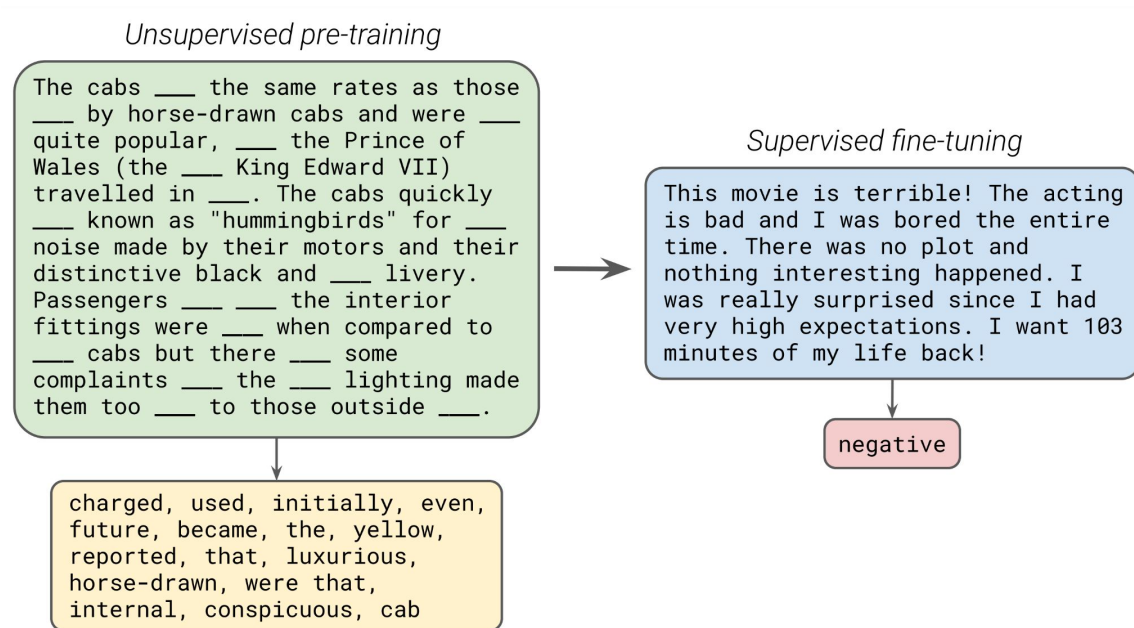 Unsupervised pre-training
The cabs ___ the same rates as those
___ by horse-drawn cabs and were ___
quite popular, ___ the Prince of
Wales (the ___ King Edward VII)
travelled in ___. The cabs quickly
___ known as "hummingbirds" for ___
noise made by their motors and their
distinctive black and ___ livery.
Passengers ___ ___ the interior
fittings were ___ when compared to
___ cabs but there ___ some
complaints ___ the ___ lighting made
them too ___ to those outside ___.
charged, used, initially, even,
future, became, the, yellow,
reported, that, luxurious,
horse-drawn, were that,
internal, conspicuous, cab
Supervised fine-tuning
This movie is terrible! The acting
is bad and I was bored the entire
time. There was no plot and
nothing interesting happened. I
was really surprised since I had
very high expectations. I want 103
minutes of my life back!
negative